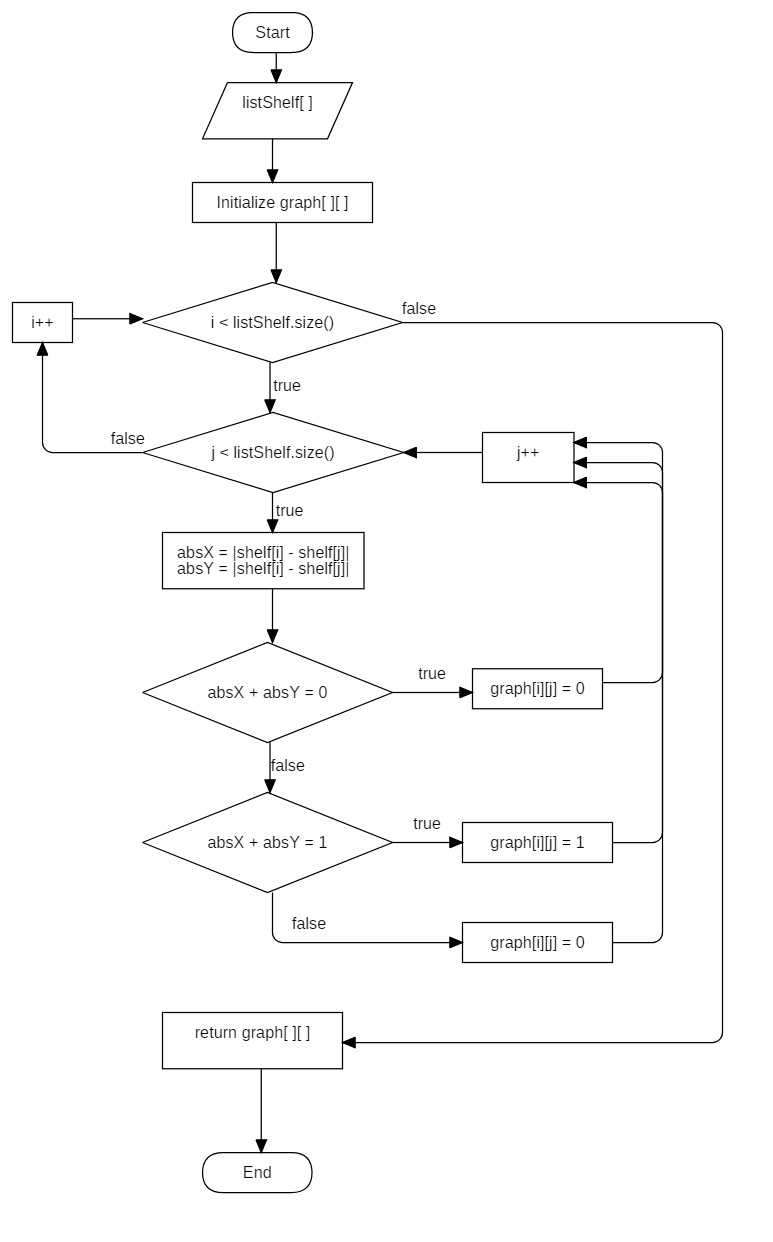 Start
listShelf[ ]
Initialize graph[ ][ ]
i++
i < listShelf.size()
false
true
false
j < listShelf.size()
j++
true
absX = |shelf[i] - shelf[j]|
absY = |shelf[i] - shelf[j]|
absX + absY = 0
true
graph[i][j] = 0
false
absX + absY = 1
true
graph[i][j] = 1
false
graph[i][j] = 0
return graph[ ][ ]
End